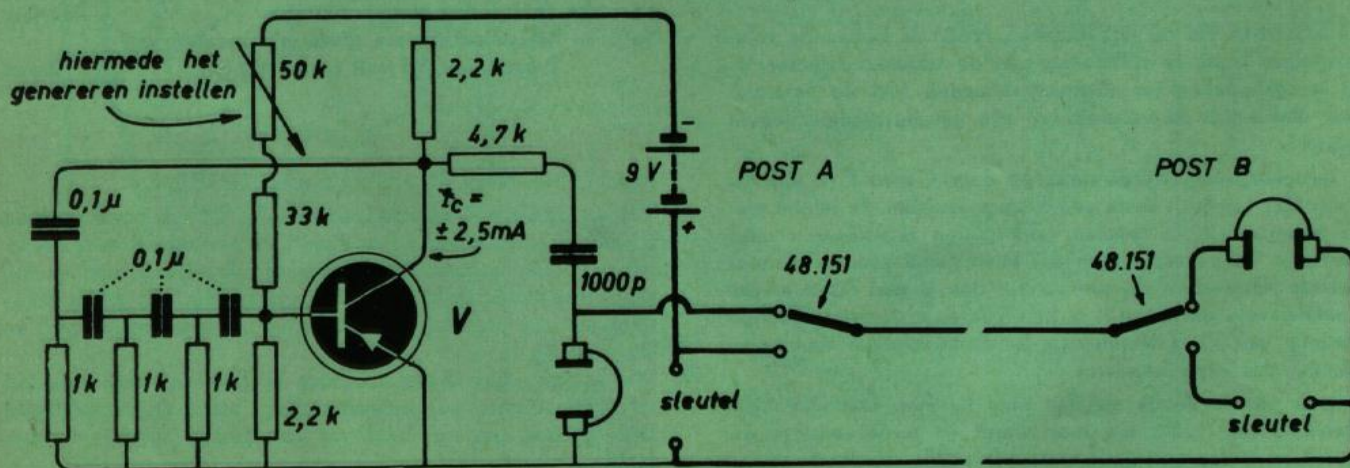 hiermede het
genereren instellen
50 k
2,2 k
4,7 k
9 V
-
+
POST A
POST B
0,1 µ
33 k
I_C =
± 2,5mA
0,1 µ
1000 p
48.151
48.151
V
1 k
1 k
1 k
2,2 k
sleutel
sleutel